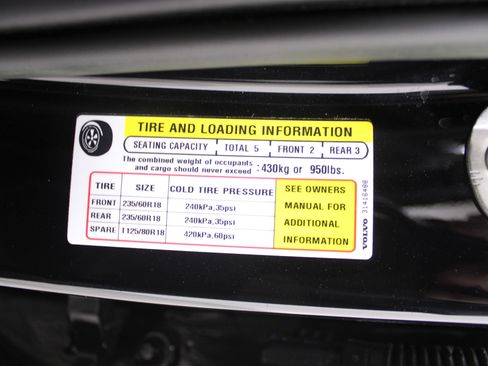 TIRE AND LOADING INFORMATION
SEATING CAPACITY TOTAL 5 FRONT 2 REAR 3
The combined weight of occupants
and cargo should never exceed :430kg or 950lbs.
TIRE SIZE COLD TIRE PRESSURE
FRONT 235/60R18 240kPa,35psi
REAR 235/60R18 240kPa,35psi
SPARE T125/80R18 420kPa,60psi
SEE OWNERS
MANUAL FOR
ADDITIONAL
INFORMATION
VOLVO 31416480